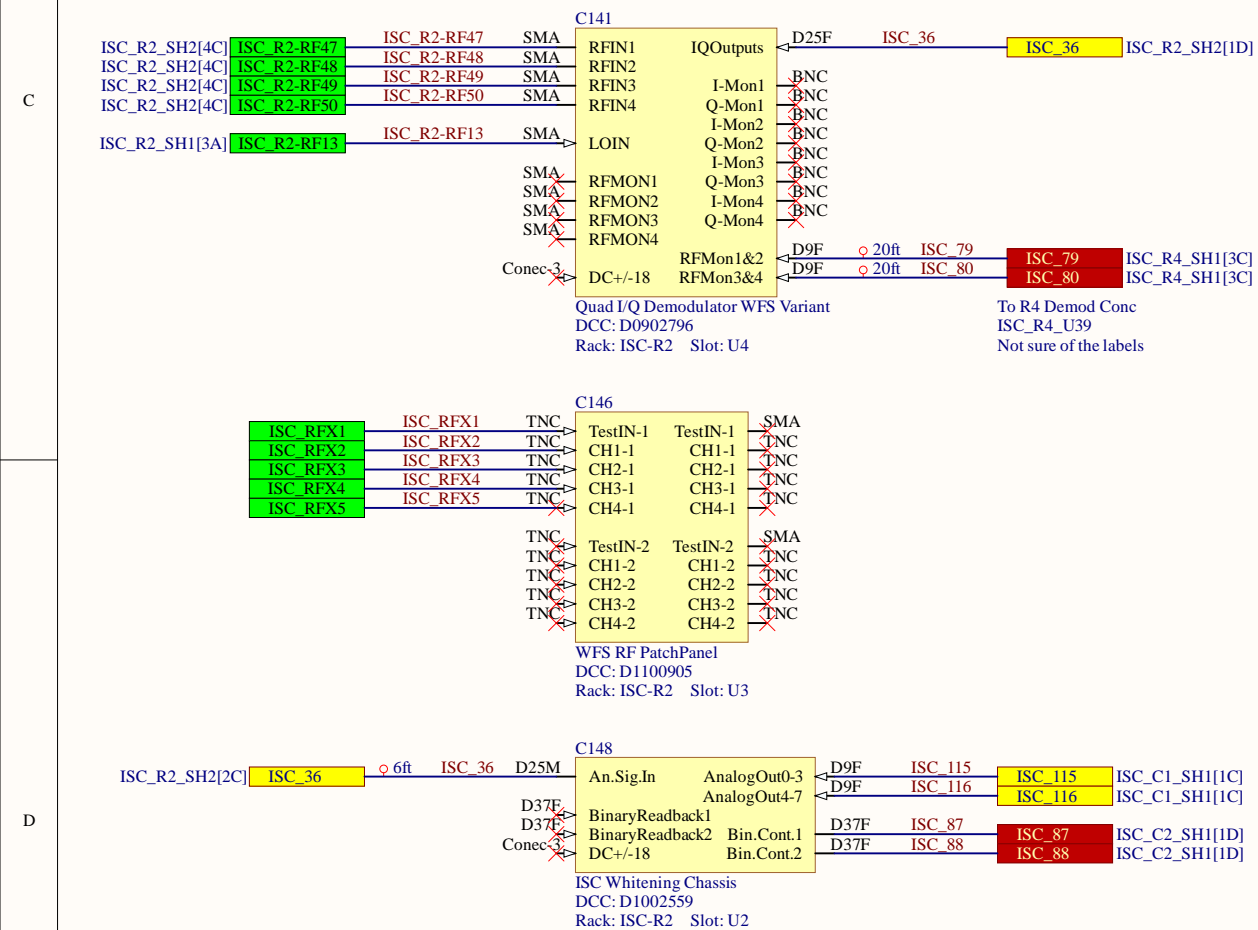 C141
ISC_R2_SH2[4C] ISC_R2-RF47 ISC_R2-RF47 SMA RFIN1 IQOutputs D25F ISC_36 ISC_36 ISC_R2_SH2[1D]
ISC_R2_SH2[4C] ISC_R2-RF48 ISC_R2-RF48 SMA RFIN2
ISC_R2_SH2[4C] ISC_R2-RF49 ISC_R2-RF49 SMA RFIN3 I-Mon1 BNC
C ISC_R2_SH2[4C] ISC_R2-RF50 ISC_R2-RF50 SMA RFIN4 Q-Mon1 BNC
I-Mon2 BNC
ISC_R2_SH1[3A] ISC_R2-RF13 ISC_R2-RF13 SMA LOIN Q-Mon2 BNC
I-Mon3 BNC
SMA RFMON1 Q-Mon3 BNC
SMA RFMON2 I-Mon4 BNC
SMA RFMON3 Q-Mon4 BNC
SMA RFMON4
RFMon1&2 D9F 20ft ISC_79 ISC_79 ISC_R4_SH1[3C]
Conec-3 DC+/-18 RFMon3&4 D9F 20ft ISC_80 ISC_80 ISC_R4_SH1[3C]
Quad I/Q Demodulator WFS Variant To R4 Demod Conc
DCC: D0902796 ISC_R4_U39
Rack: ISC-R2 Slot: U4 Not sure of the labels
C146
ISC_RFX1 ISC_RFX1 TNC TestIN-1 TestIN-1 SMA
ISC_RFX2 ISC_RFX2 TNC CH1-1 CH1-1 TNC
ISC_RFX3 ISC_RFX3 TNC CH2-1 CH2-1 TNC
ISC_RFX4 ISC_RFX4 TNC CH3-1 CH3-1 TNC
ISC_RFX5 ISC_RFX5 TNC CH4-1 CH4-1 TNC
TNC TestIN-2 TestIN-2 SMA
TNC CH1-2 CH1-2 TNC
TNC CH2-2 CH2-2 TNC
TNC CH3-2 CH3-2 TNC
TNC CH4-2 CH4-2 TNC
WFS RF PatchPanel
DCC: D1100905
Rack: ISC-R2 Slot: U3
C148
ISC_R2_SH2[2C] ISC_36 6ft ISC_36 D25M An.Sig.In AnalogOut0-3 D9F ISC_115 ISC_115 ISC_C1_SH1[1C]
AnalogOut4-7 D9F ISC_116 ISC_116 ISC_C1_SH1[1C]
D D37F BinaryReadback1
D37F BinaryReadback2 Bin.Cont.1 D37F ISC_87 ISC_87 ISC_C2_SH1[1D]
Conec-3 DC+/-18 Bin.Cont.2 D37F ISC_88 ISC_88 ISC_C2_SH1[1D]
ISC Whitening Chassis
DCC: D1002559
Rack: ISC-R2 Slot: U2